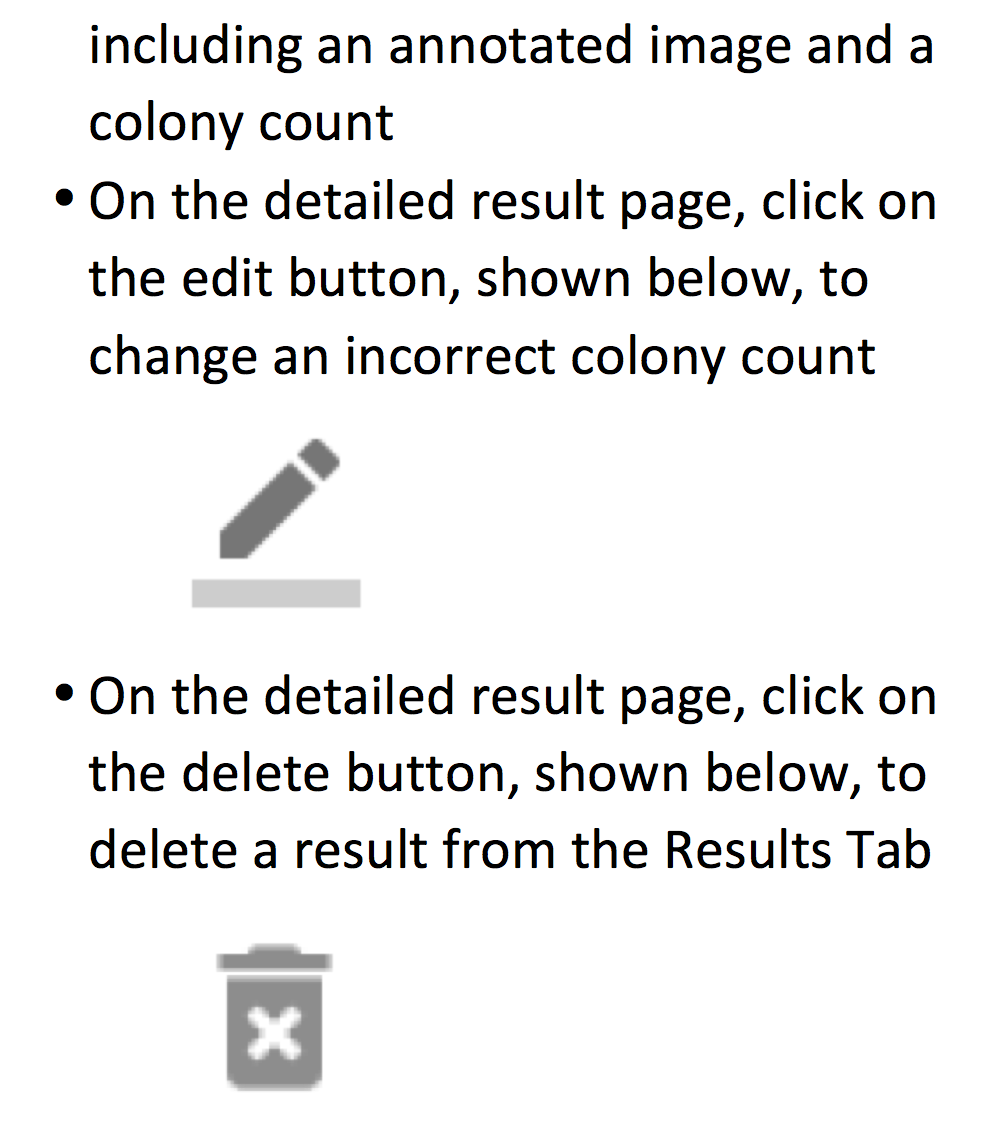 including an annotated image and a
colony count
• On the detailed result page, click on
the edit button, shown below, to
change an incorrect colony count
• On the detailed result page, click on
the delete button, shown below, to
delete a result from the Results Tab